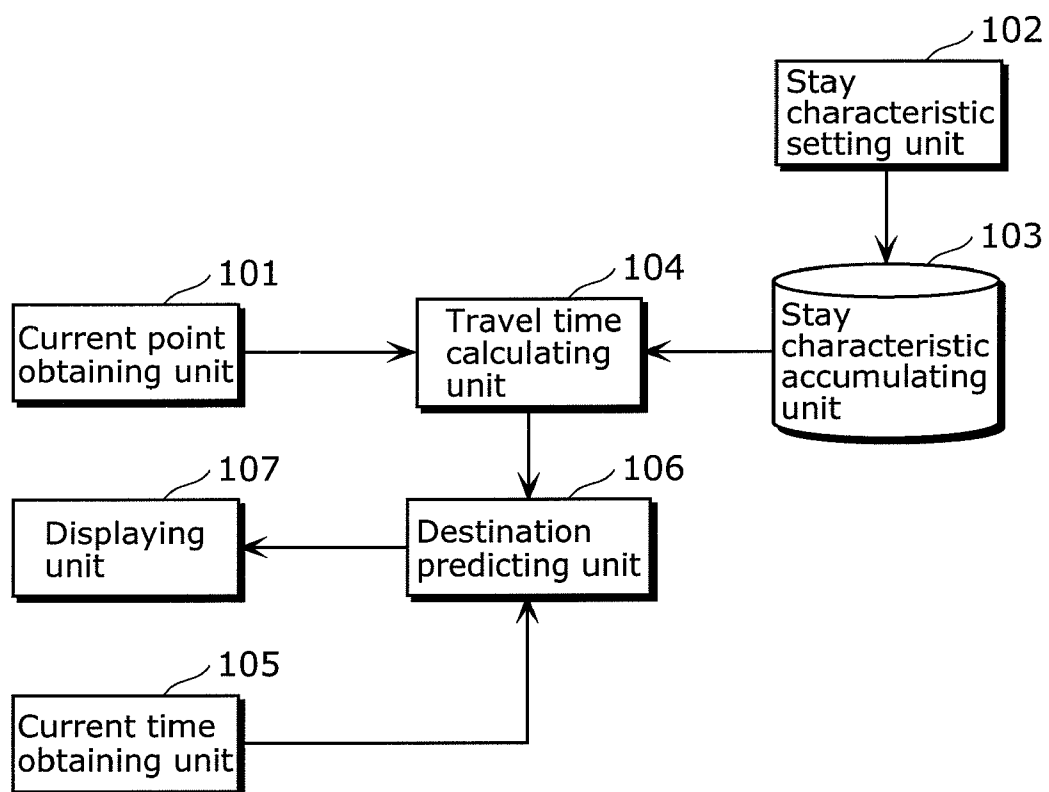 102
Stay
characteristic
setting unit
103
Stay
characteristic
accumulating
unit
101
Current point
obtaining unit
104
Travel time
calculating
unit
107
Displaying
unit
106
Destination
predicting unit
105
Current time
obtaining unit